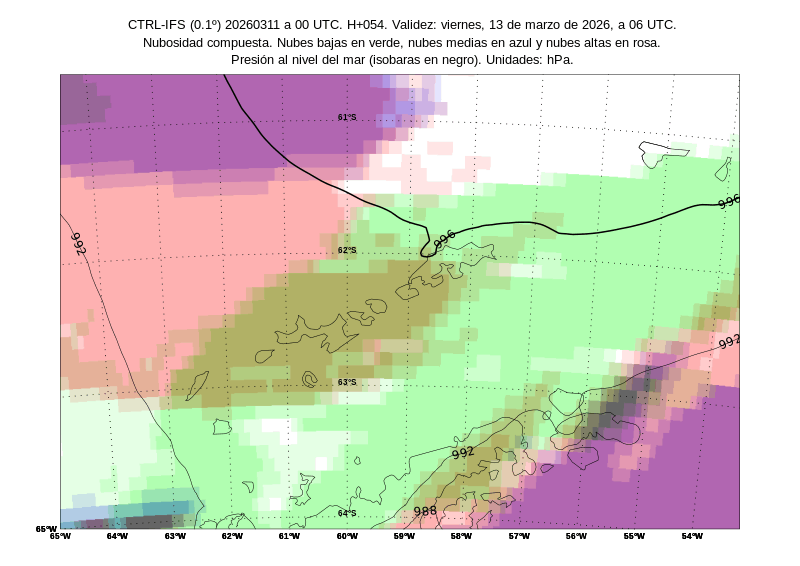 CTRL-IFS (0.1º) 20260311 a 00 UTC. H+054. Validez: viernes, 13 de marzo de 2026, a 06 UTC.
Nubosidad compuesta. Nubes bajas en verde, nubes medias en azul y nubes altas en rosa.
Presión al nivel del mar (isobaras en negro). Unidades: hPa.
61°S
996
996
992
62°S
992
63°S
992
988
64°S
65°W
65°W 64°W 63°W 62°W 61°W 60°W 59°W 58°W 57°W 56°W 55°W 54°W